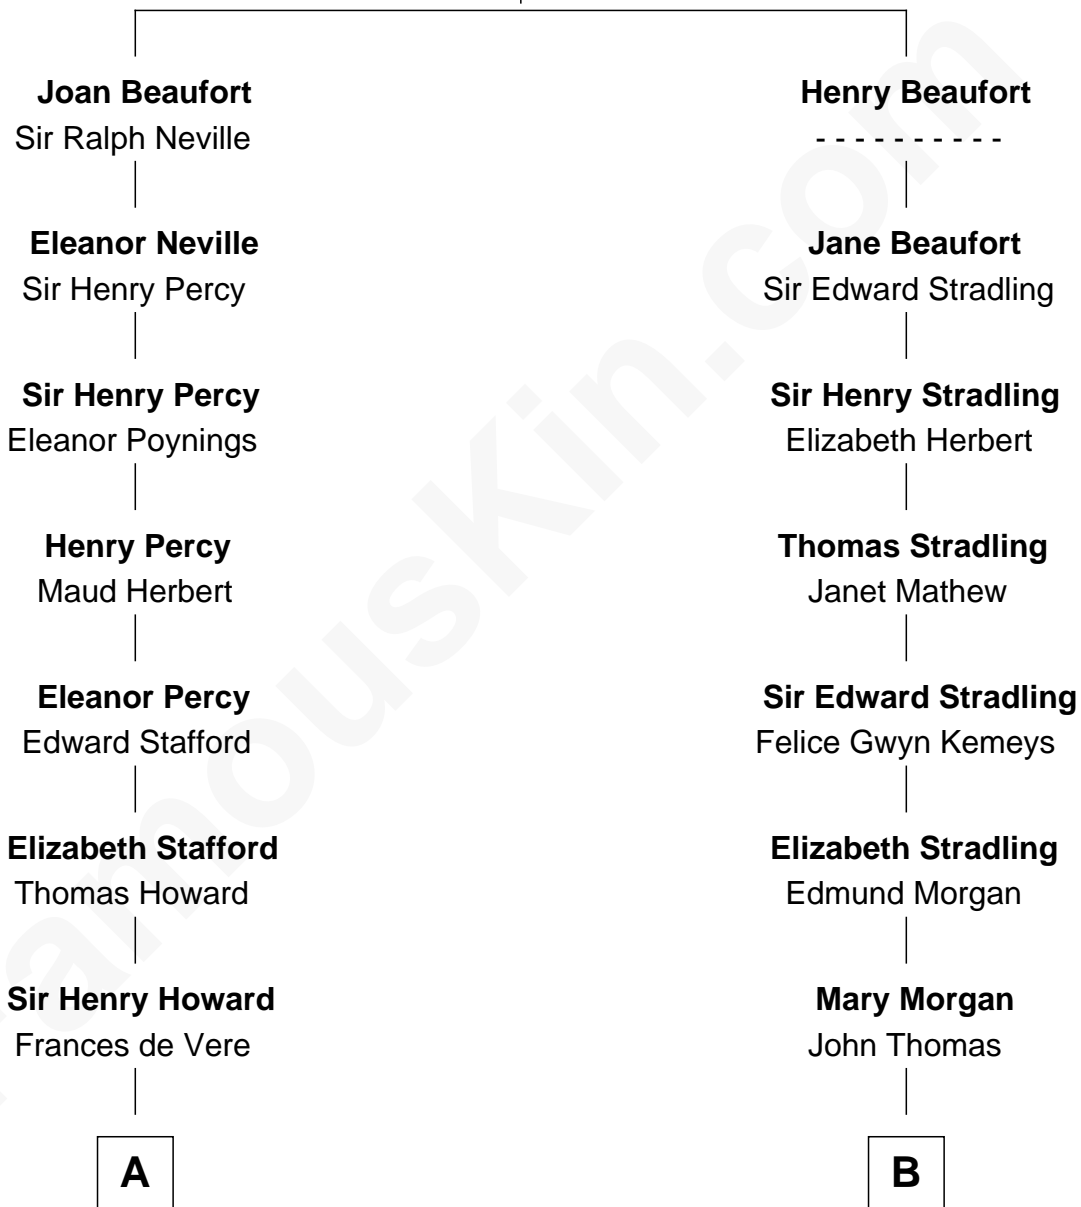 Joan Beaufort
Sir Ralph Neville
Eleanor Neville
Sir Henry Percy
Sir Henry Percy
Eleanor Poynings
Henry Percy
Maud Herbert
Eleanor Percy
Edward Stafford
Elizabeth Stafford
Thomas Howard
Sir Henry Howard
Frances de Vere
A
Henry Beaufort
- - - - - - - - - -
Jane Beaufort
Sir Edward Stradling
Sir Henry Stradling
Elizabeth Herbert
Thomas Stradling
Janet Mathew
Sir Edward Stradling
Felice Gwyn Kemeys
Elizabeth Stradling
Edmund Morgan
Mary Morgan
John Thomas
B
FamousKin.com